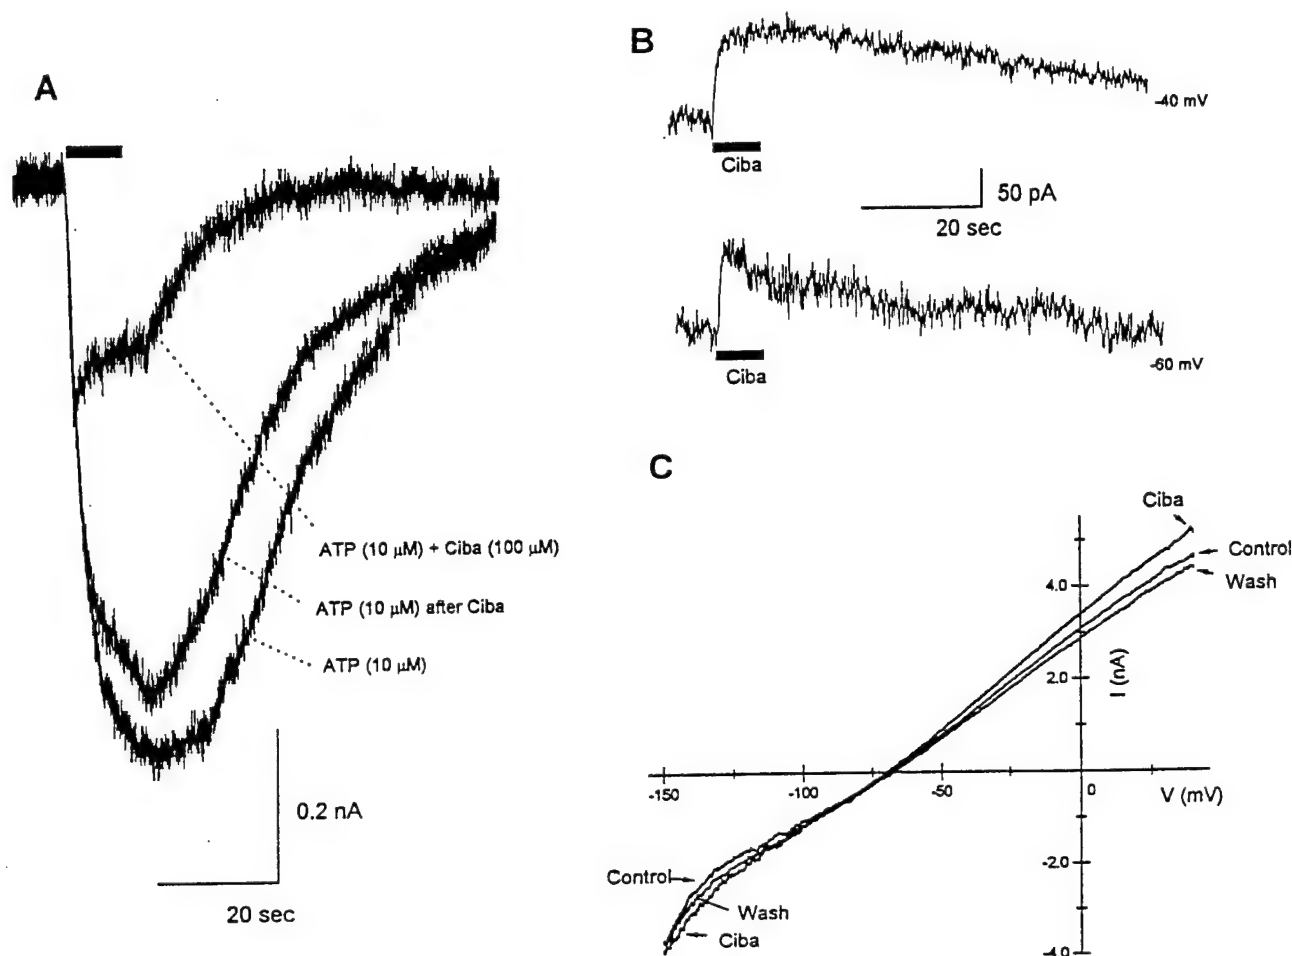 A
ATP (10 µM) + Ciba (100 µM)
ATP (10 µM) after Ciba
ATP (10 µM)
0.2 nA
20 sec
B
-40 mV
Ciba
50 pA
20 sec
Ciba
-60 mV
C
Ciba
Control
Wash
4.0
2.0
I (nA)
-150
-100
-50
0
V (mV)
-2.0
-4.0
Control
Wash
Ciba